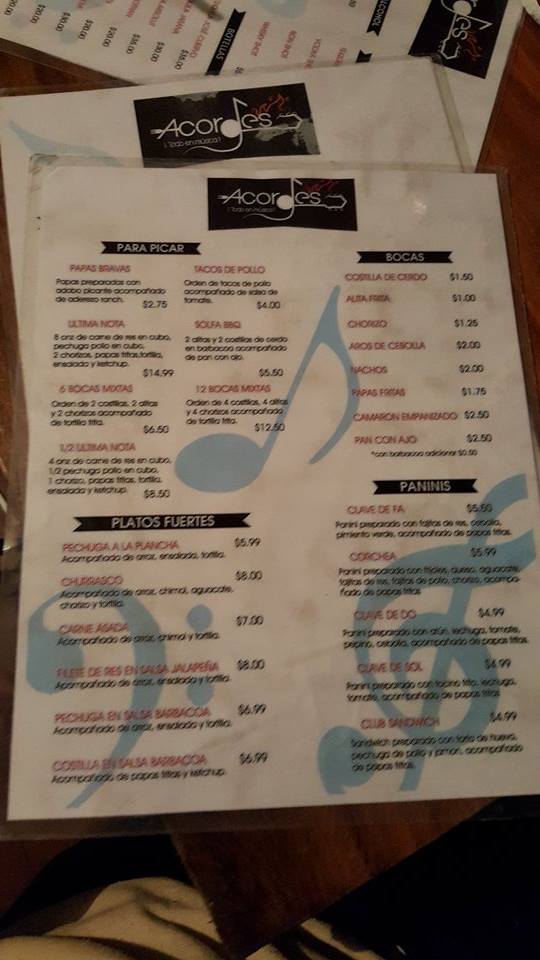 BOTELLAS
$35.00
$30.00
$35.00
$30.00
Acordes
¡Todo en música!
Acordes
¡Todo en música!
PARA PICAR
PAPAS BRAVAS
Papas preparadas con
adobo picante acompañado
de aderezo ranch.
$2.75
TACOS DE POLLO
Orden de tacos de pollo
acompañado de salsa de
tomate.
$4.00
ULTIMA NOTA
8 onz de carne de res en cubo,
pechuga pollo en cubo,
2 chorizos, papas fritas,tortilla,
ensalada y ketchup.
$14.99
SOLFA BBQ
2 alitas y 2 costillas de cerdo
en barbacoa acompañado
de pan con ajo.
$5.50
6 BOCAS MIXTAS
Orden de 2 costillas, 2 alitas
y 2 chorizos acompañado
de tortilla frita.
$6.50
12 BOCAS MIXTAS
Orden de 4 costillas, 4 alitas
y 4 chorizos acompañado
de tortilla frita.
$12.50
1/2 ULTIMA NOTA
4 onz de carne de res en cubo,
1/2 pechuga pollo en cubo,
1 chorizo, papas fritas, tortilla,
ensalada y ketchup.
$8.50
PLATOS FUERTES
PECHUGA A LA PLANCHA $5.99
Acompañada de arroz, ensalada, tortilla.
CHURRASCO $8.00
Acompañado de arroz, chimol, aguacate,
chorizo y tortilla.
CARNE ASADA $7.00
Acompañado de arroz, chimol y tortilla.
FILETE DE RES EN SALSA JALAPEÑA $8.00
Acompañado de arroz, ensalada y tortilla.
PECHUGA EN SALSA BARBACOA $6.99
Acompañado de arroz, ensalada y tortilla.
COSTILLA EN SALSA BARBACOA $6.99
Acompañado de papas fritas y ketchup.
BOCAS
COSTILLA DE CERDO $1.50
ALITA FRITA $1.00
CHORIZO $1.25
AROS DE CEBOLLA $2.00
NACHOS $2.00
PAPAS FRITAS $1.75
CAMARON EMPANIZADO $2.50
PAN CON AJO $2.50
*con barbacoa adicionar $0.50
PANINIS
CLAVE DE FA $5.50
Panini preparado con fajitas de res, cebolla,
pimiento verde, acompañado de papas fritas.
CORCHEA $5.99
Panini preparado con frijoles, queso, aguacate,
fajitas de res, fajitas de pollo, chorizo, acompa-
ñado de papas fritas
CLAVE DE DO $4.99
Panini preparado con atún, lechuga, tomate,
pepino, cebolla, acompañado de papas fritas.
CLAVE DE SOL $4.99
Panini preparado con tocino frito, lechuga,
tomate, acompañado de papas fritas
CLUB SANDWICH $4.99
Sandwich preparado con torta de huevo,
pechuga de pollo y jamon, acompañado
de papas fritas.